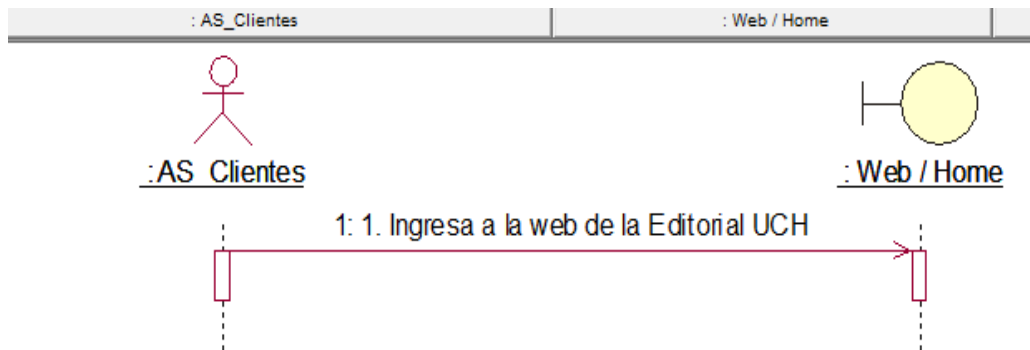 : AS_Clientes
: Web / Home
:AS_Clientes
: Web / Home
1: 1. Ingresa a la web de la Editorial UCH